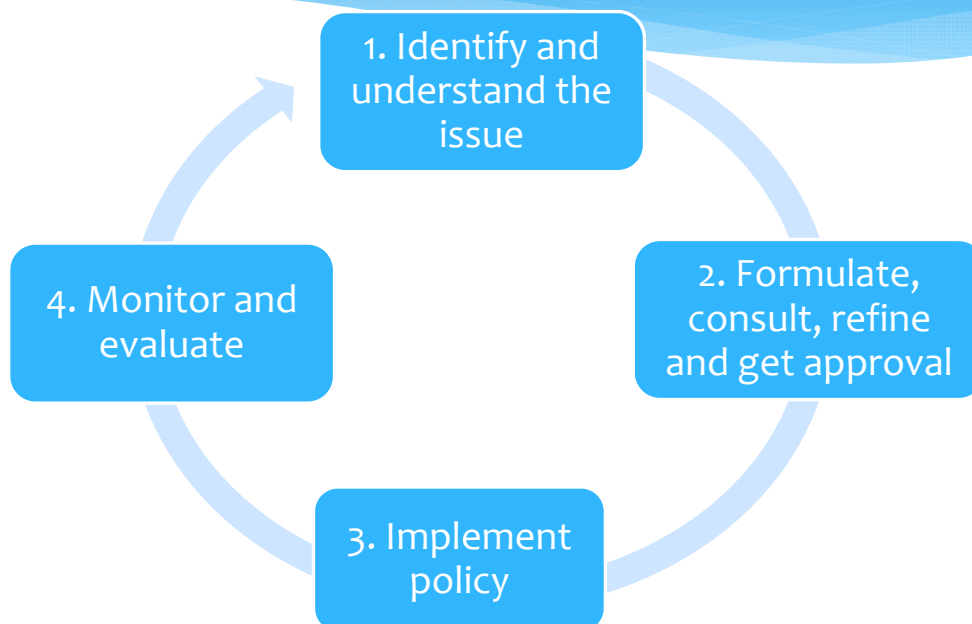 1. Identify and
understand the
issue
2. Formulate,
consult, refine
and get approval
3. Implement
policy
4. Monitor and
evaluate